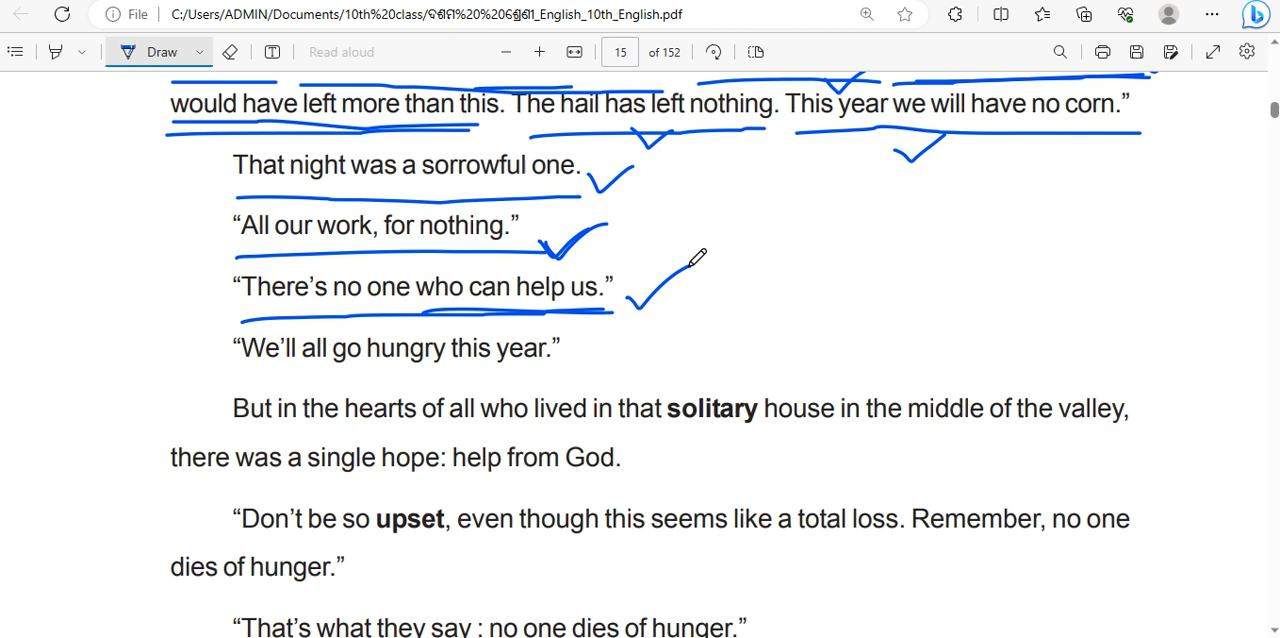 File C:/Users/ADMIN/Documents/10th%20class/ଦଶମ%20%20ଶ୍ରେଣୀ_English_10th_English.pdf
Draw Read aloud 15 of 152
would have left more than this. The hail has left nothing. This year we will have no corn.”
That night was a sorrowful one.
“All our work, for nothing.”
“There’s no one who can help us.”
“We’ll all go hungry this year.”
But in the hearts of all who lived in that solitary house in the middle of the valley,
there was a single hope: help from God.
“Don’t be so upset, even though this seems like a total loss. Remember, no one
dies of hunger.”
“That’s what they say : no one dies of hunger.”